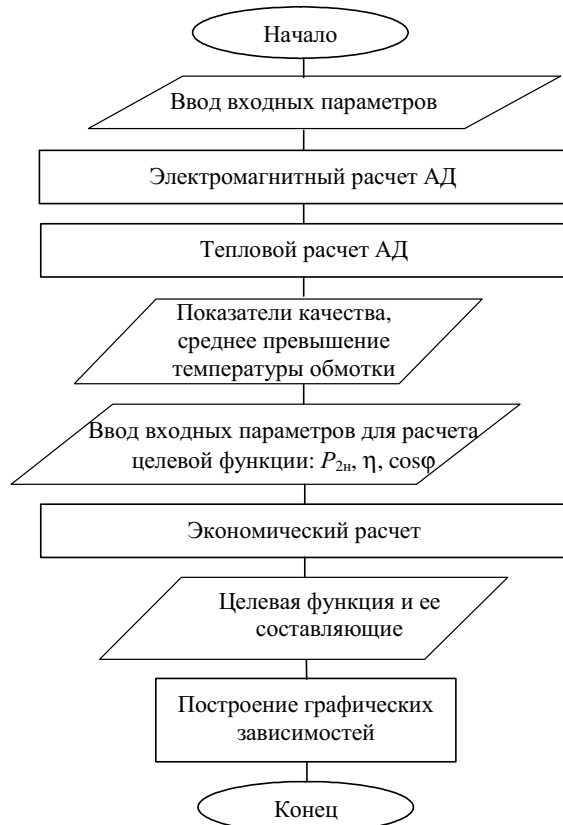 Начало
Ввод входных параметров
Электромагнитный расчет АД
Тепловой расчет АД
Показатели качества,
среднее превышение
температуры обмотки
Ввод входных параметров для расчета
целевой функции: P₂ₙ, η, cosφ
Экономический расчет
Целевая функция и ее
составляющие
Построение графических
зависимостей
Конец